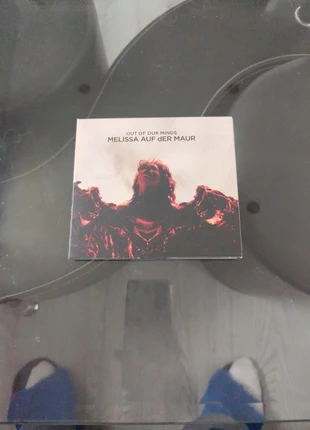 OUT OF OUR MINDS
MELISSA AUF dER MAUR